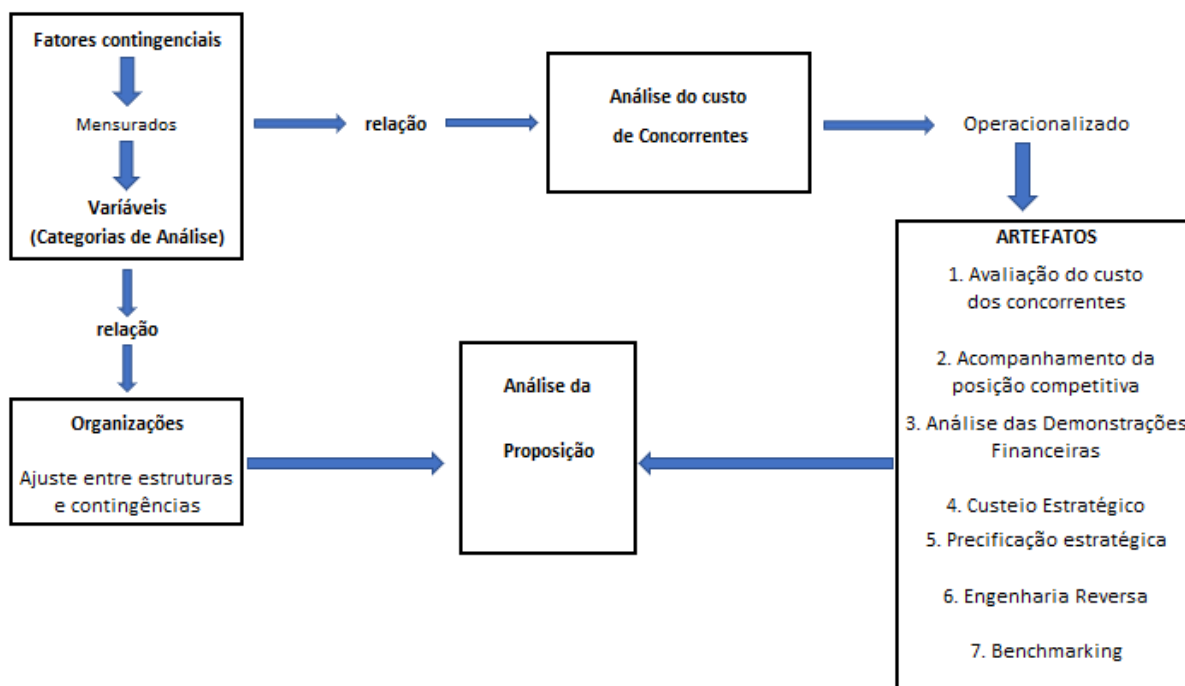 Fatores contingenciais
Mensurados
Varíáveis
(Categorias de Análise)
relação
Análise do custo
de Concorrentes
Operacionalizado
ARTEFATOS
1. Avaliação do custo
dos concorrentes
2. Acompanhamento da
posição competitiva
3. Análise das Demonstrações
Financeiras
4. Custeio Estratégico
5. Precificação estratégica
6. Engenharia Reversa
7. Benchmarking
relação
Organizações
Ajuste entre estruturas
e contingências
Análise da
Proposição